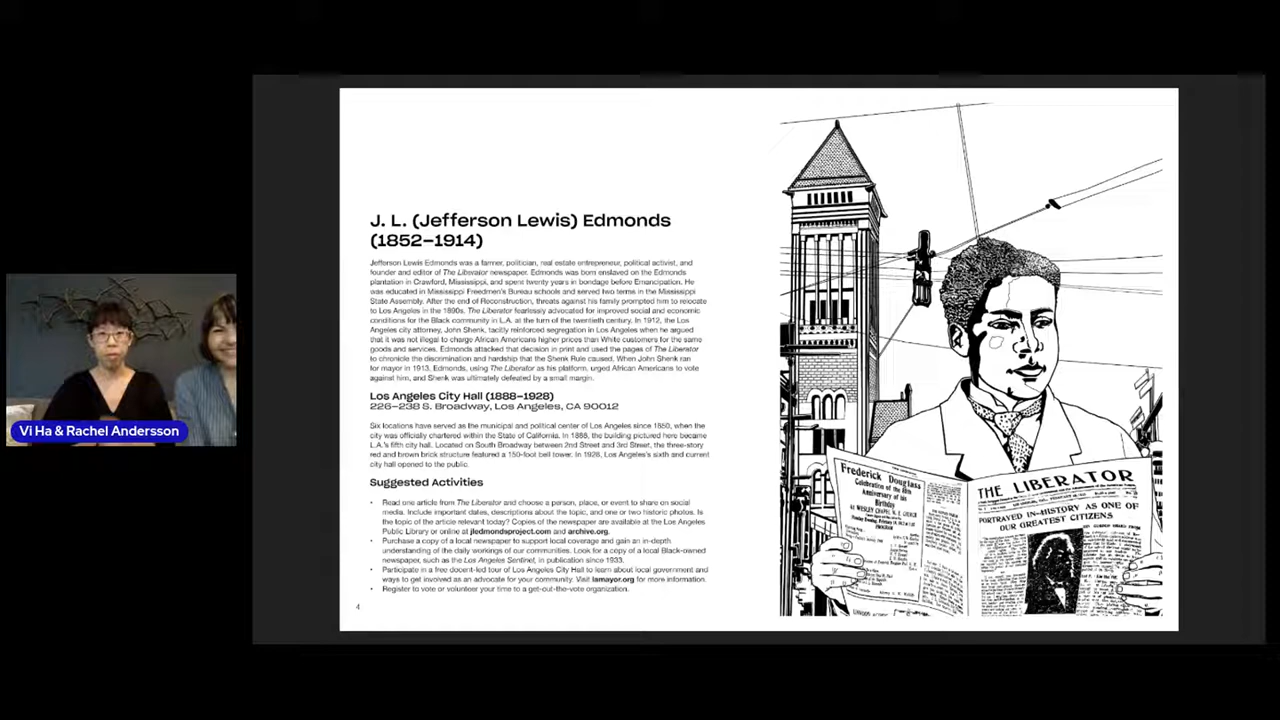 J. L. (Jefferson Lewis) Edmonds
(1852–1914)
Jefferson Lewis Edmonds was a farmer, politician, real estate entrepreneur, political activist, and
founder and editor of The Liberator newspaper. Edmonds was born enslaved on the Edmonds
plantation in Crawford, Mississippi, and spent twenty years in bondage before Emancipation. He
was educated in Mississippi Freedmen's Bureau schools and served two terms in the Mississippi
State Assembly. After the end of Reconstruction, threats against his family prompted him to relocate
to Los Angeles in the 1890s. The Liberator fearlessly advocated for improved social and economic
conditions for the Black community in L.A. at the turn of the twentieth century. In 1912, the Los
Angeles city attorney, John Shenk, tacitly reinforced segregation in Los Angeles when he argued
that it was not illegal to charge African Americans higher prices than White customers for the same
goods and services. Edmonds attacked that decision in print and used the pages of The Liberator
to chronicle the discrimination and hardship that the Shenk Rule caused. When John Shenk ran
for mayor in 1913, Edmonds, using The Liberator as his platform, urged African Americans to vote
against him, and Shenk was ultimately defeated by a small margin.
Los Angeles City Hall (1888–1928)
226–238 S. Broadway, Los Angeles, CA 90012
Six locations have served as the municipal and political center of Los Angeles since 1850, when the
city was officially chartered within the State of California. In 1888, the building pictured here became
L.A.'s fifth city hall. Located on South Broadway between 2nd Street and 3rd Street, the three-story
red and brown brick structure featured a 150-foot bell tower. In 1928, Los Angeles's sixth and current
city hall opened to the public.
Suggested Activities
• Read one article from The Liberator and choose a person, place, or event to share on social
media. Include important dates, descriptions about the topic, and one or two historic photos. Is
the topic of the article relevant today? Copies of the newspaper are available at the Los Angeles
Public Library or online at jledmondsproject.com and archive.org.
• Purchase a copy of a local newspaper to support local coverage and gain an in-depth
understanding of the daily workings of our communities. Look for a copy of a local Black-owned
newspaper, such as the Los Angeles Sentinel, in publication since 1933.
• Participate in a free docent-led tour of Los Angeles City Hall to learn about local government and
ways to get involved as an advocate for your community. Visit lamayor.org for more information.
• Register to vote or volunteer your time to a get-out-the-vote organization.
4
Frederick Douglass
Celebration of the
Anniversary of his
Birthday
PROGRAM
THE LIBERATOR
PORTRAYED IN HISTORY AS ONE OF
OUR GREATEST CITIZENS
Vi Ha & Rachel Andersson